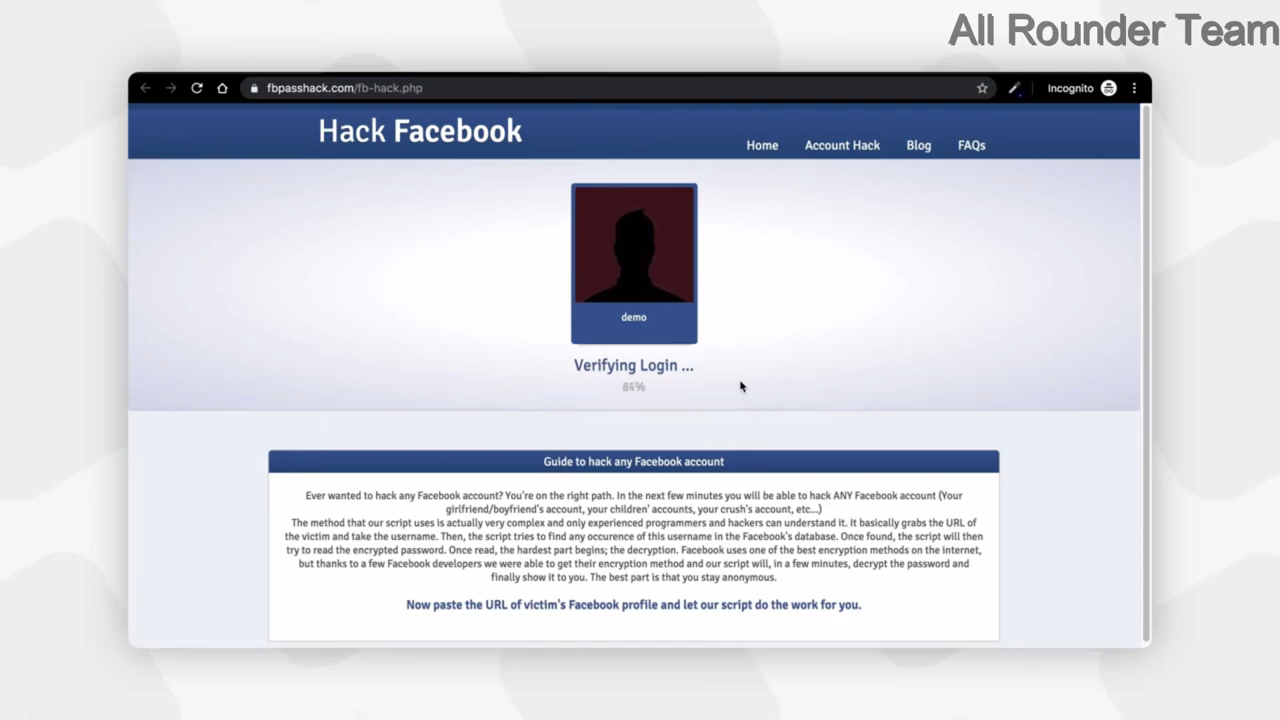 All Rounder Team
fbpasshack.com/fb-hack.php
Incognito
Hack Facebook
Home
Account Hack
Blog
FAQs
demo
Verifying Login ...
84%
Guide to hack any Facebook account
Ever wanted to hack any Facebook account? You're on the right path. In the next few minutes you will be able to hack ANY Facebook account (Your
girlfriend/boyfriend's account, your children' accounts, your crush's account, etc...)
The method that our script uses is actually very complex and only experienced programmers and hackers can understand it. It basically grabs the URL of
the victim and take the username. Then, the script tries to find any occurence of this username in the Facebook's database. Once found, the script will then
try to read the encrypted password. Once read, the hardest part begins; the decryption. Facebook uses one of the best encryption methods on the internet,
but thanks to a few Facebook developers we were able to get their encryption method and our script will, in a few minutes, decrypt the password and
finally show it to you. The best part is that you stay anonymous.
Now paste the URL of victim's Facebook profile and let our script do the work for you.